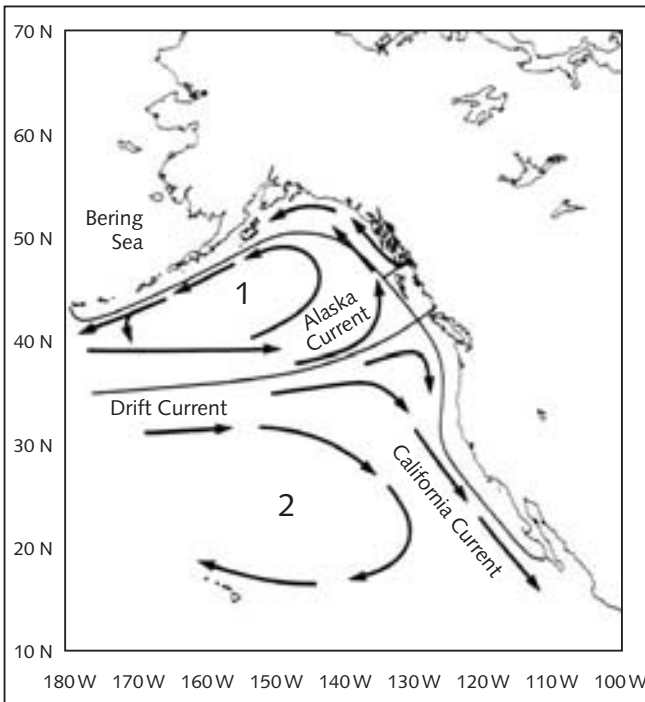 70 N
60 N
Bering
Sea
50 N
1
Alaska
Current
40 N
Drift Current
30 N
California Current
2
20 N
10 N
180 W 170 W 160 W 150 W 140 W 130 W 120 W 110 W 100 W